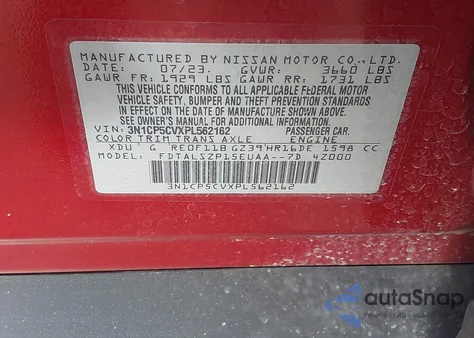 MANUFACTURED BY NISSAN MOTOR CO.,LTD.
DATE: 07/23. GVWR: 3660 LBS
GAWR FR: 1929 LBS GAWR RR: 1731 LBS
THIS VEHICLE CONFORMS TO ALL APPLICABLE FEDERAL MOTOR
VEHICLE SAFETY, BUMPER AND THEFT PREVENTION STANDARDS
IN EFFECT ON THE DATE OF MANUFACTURE SHOWN ABOVE.
SEE OWNER'S MANUAL FOR ADDITIONAL INFORMATION.
VIN: 3N1CP5CVXPL562162 PASSENGER CAR.
COLOR TRIM TRANS AXLE ENGINE
XDU G RE0F11B GZ39 HR16DE 1598 CC
MODEL: FDTALSZP15EUAA--7D 4Z000
3N1CP5CVXPL562162
autoSnap